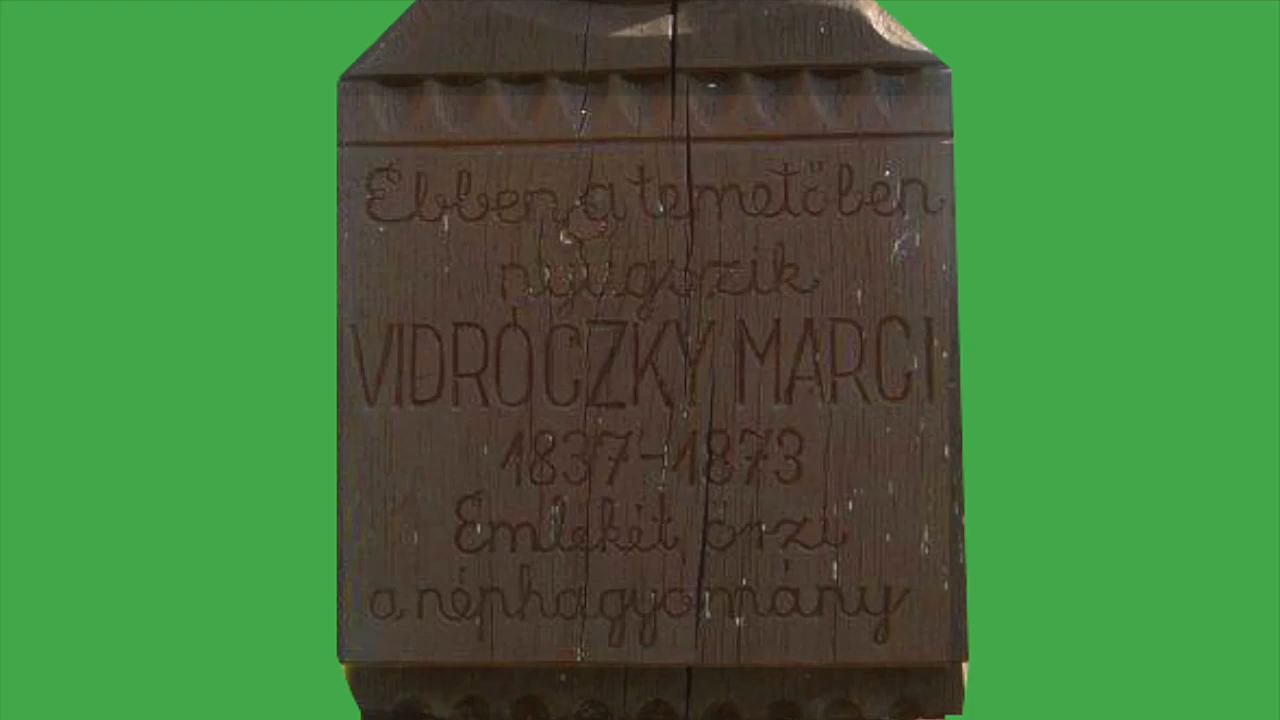 Ebben a temetőben
nyugszik
VIDRÓCZKY MARCI
1837-1873
Emlékét őrzi
a néphagyomány